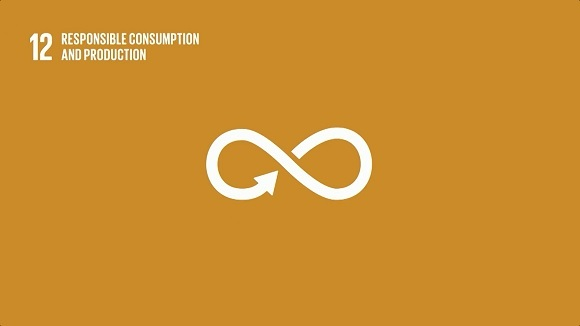 12 RESPONSIBLE CONSUMPTION
AND PRODUCTION